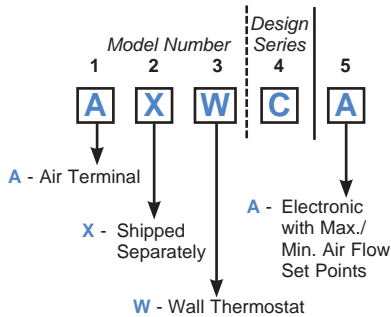 Design
Model Number Series
1 2 3 4 5
A X W C A
A - Air Terminal
X - Shipped
Separately
A - Electronic
with Max./
Min. Air Flow
Set Points
W - Wall Thermostat